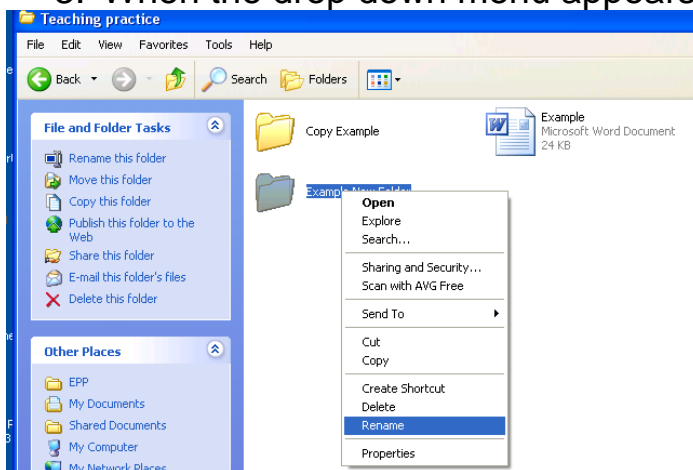 When the drop down menu appears
Teaching practice
File Edit View Favorites Tools Help
Back Search Folders
File and Folder Tasks
Rename this folder
Move this folder
Copy this folder
Publish this folder to the
Web
Share this folder
E-mail this folder's files
Delete this folder
Other Places
EPP
My Documents
Shared Documents
My Computer
My Network Places
Copy Example
Example
Microsoft Word Document
24 KB
Example New Folder
Open
Explore
Search...
Sharing and Security...
Scan with AVG Free
Send To
Cut
Copy
Create Shortcut
Delete
Rename
Properties